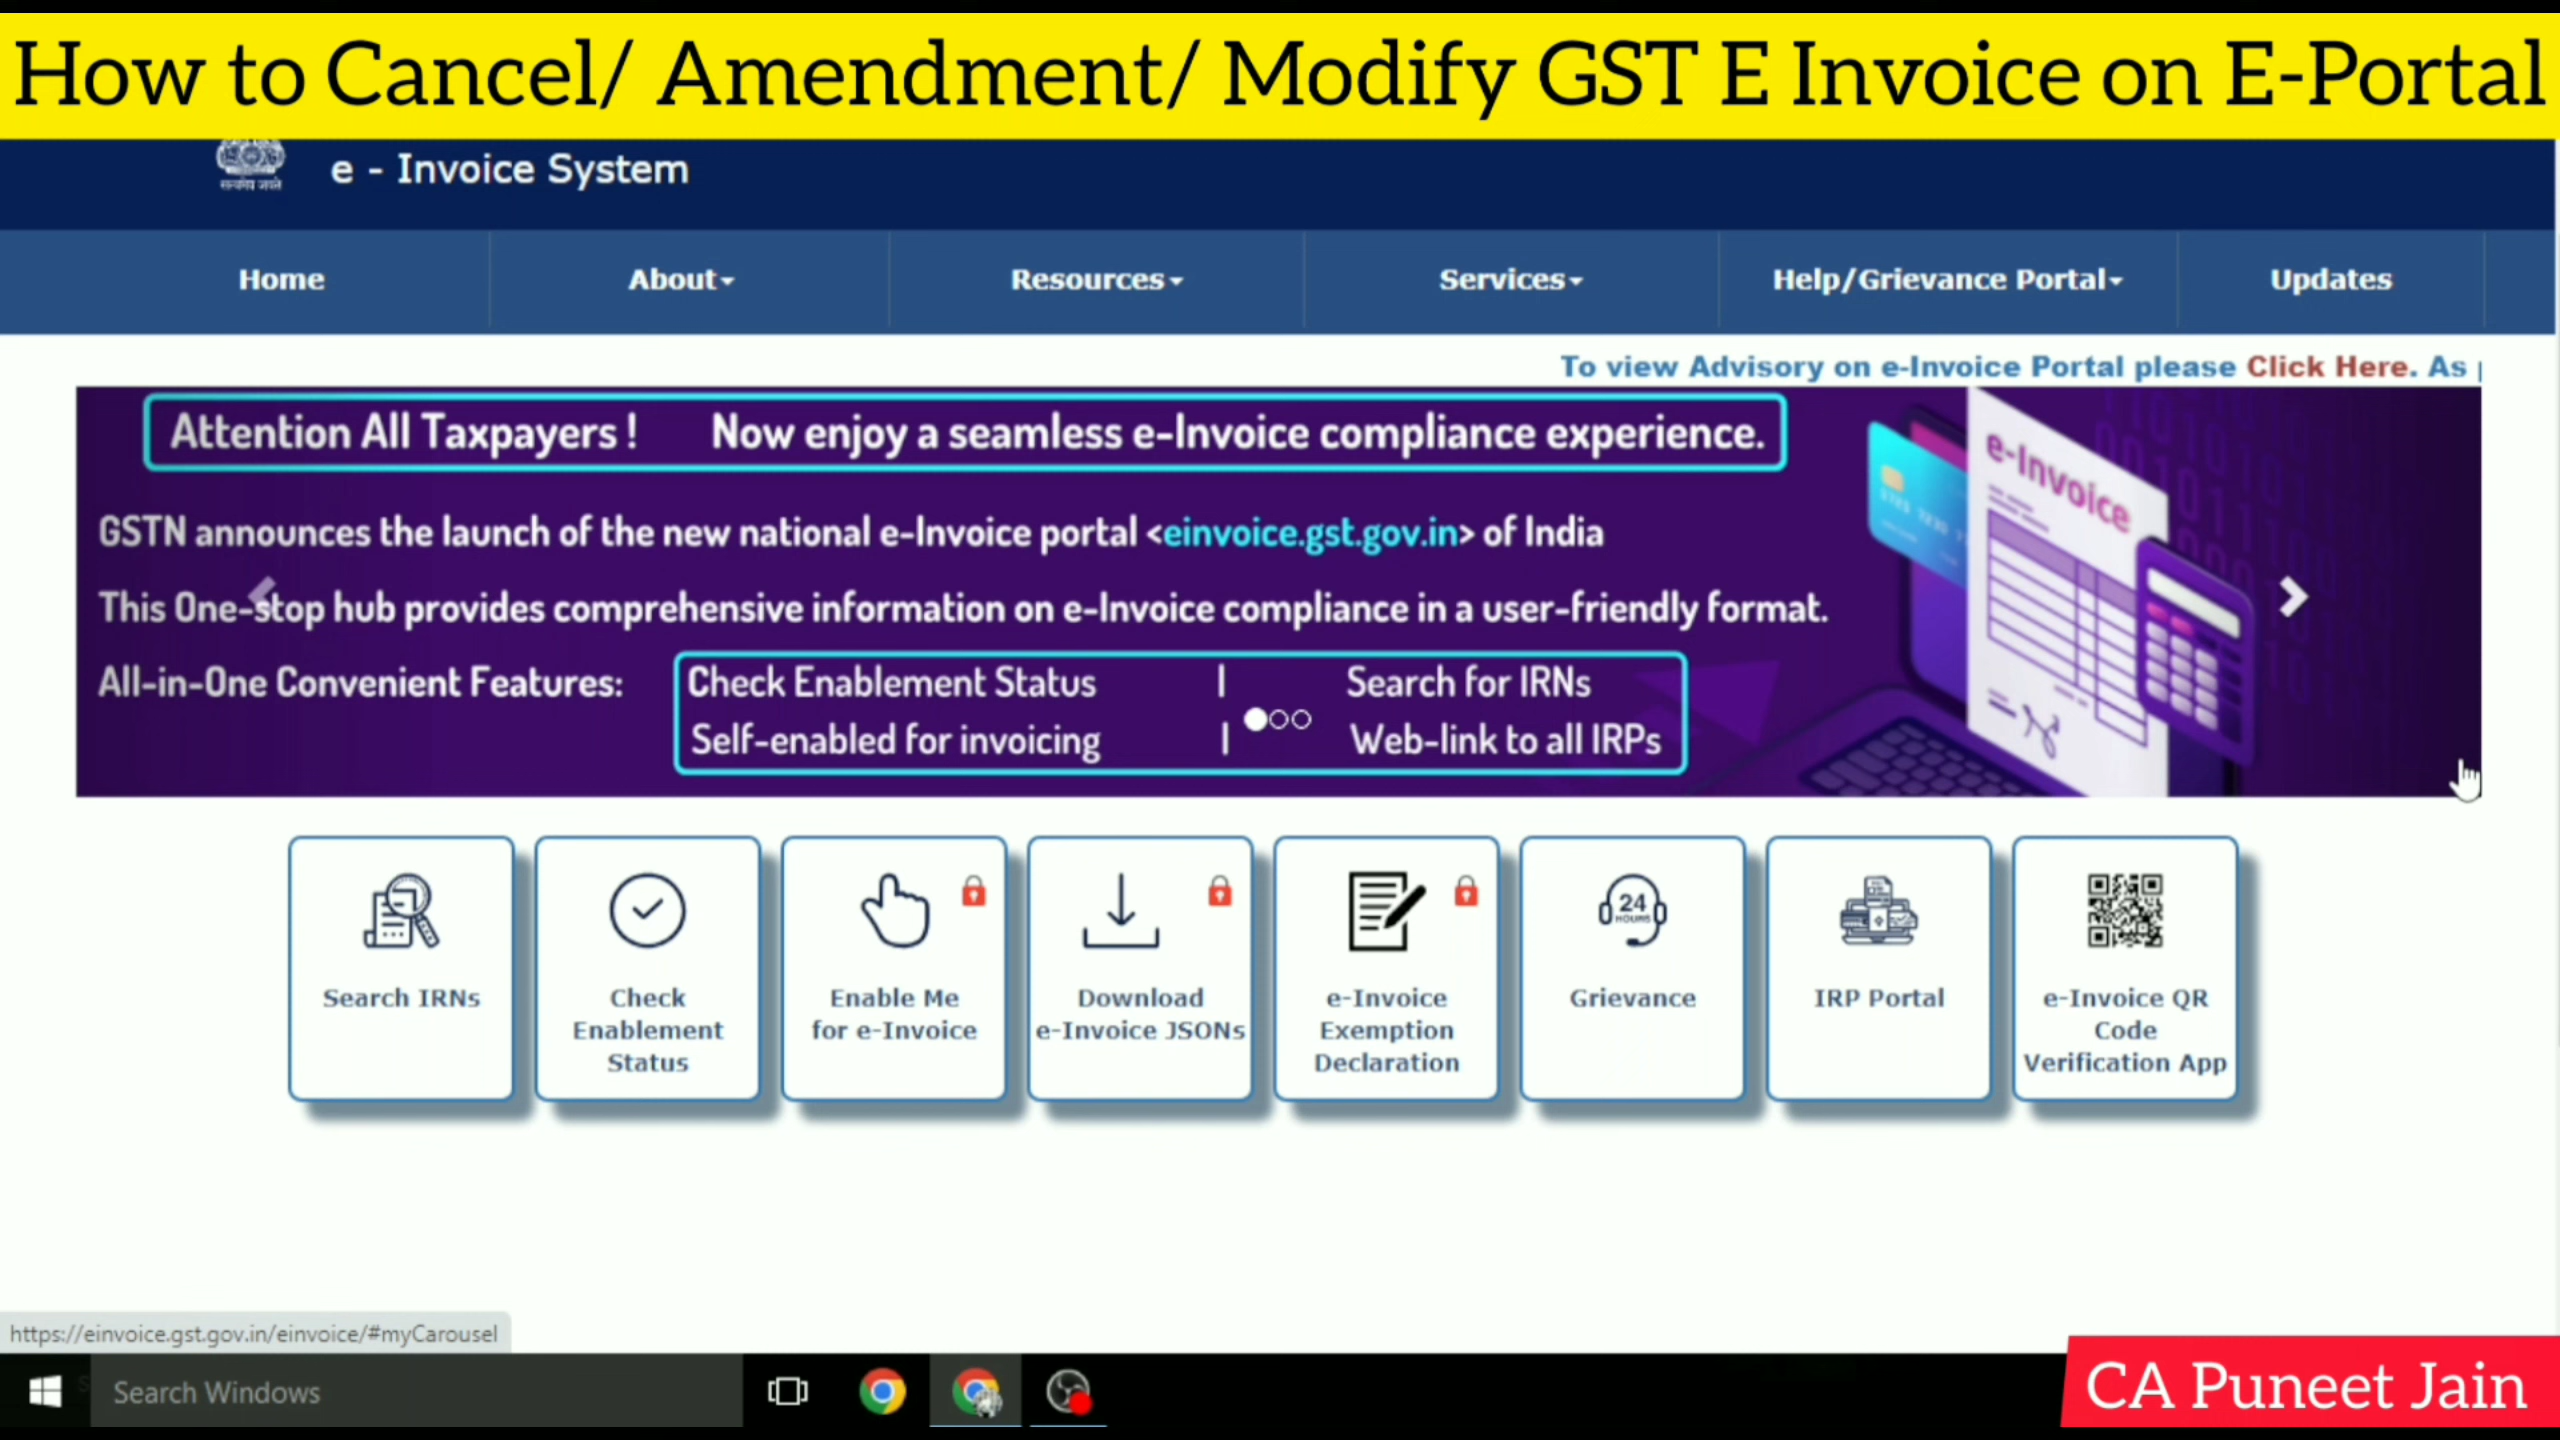 How to Cancel/ Amendment/ Modify GST E Invoice on E-Portal
सत्यमेव जयते
e - Invoice System
Home About Resources Services Help/Grievance Portal Updates
To view Advisory on e-Invoice Portal please Click Here. As
Attention All Taxpayers ! Now enjoy a seamless e-Invoice compliance experience.
e-Invoice
GSTN announces the launch of the new national e-Invoice portal <einvoice.gst.gov.in> of India
This One-stop hub provides comprehensive information on e-Invoice compliance in a user-friendly format.
All-in-One Convenient Features: Check Enablement Status | Search for IRNs
Self-enabled for invoicing | Web-link to all IRPs
24
HOURS
Search IRNs
Check
Enablement
Status
Enable Me
for e-Invoice
Download
e-Invoice JSONs
e-Invoice
Exemption
Declaration
Grievance
IRP Portal
e-Invoice QR
Code
Verification App
https://einvoice.gst.gov.in/einvoice/#myCarousel
Search Windows
CA Puneet Jain